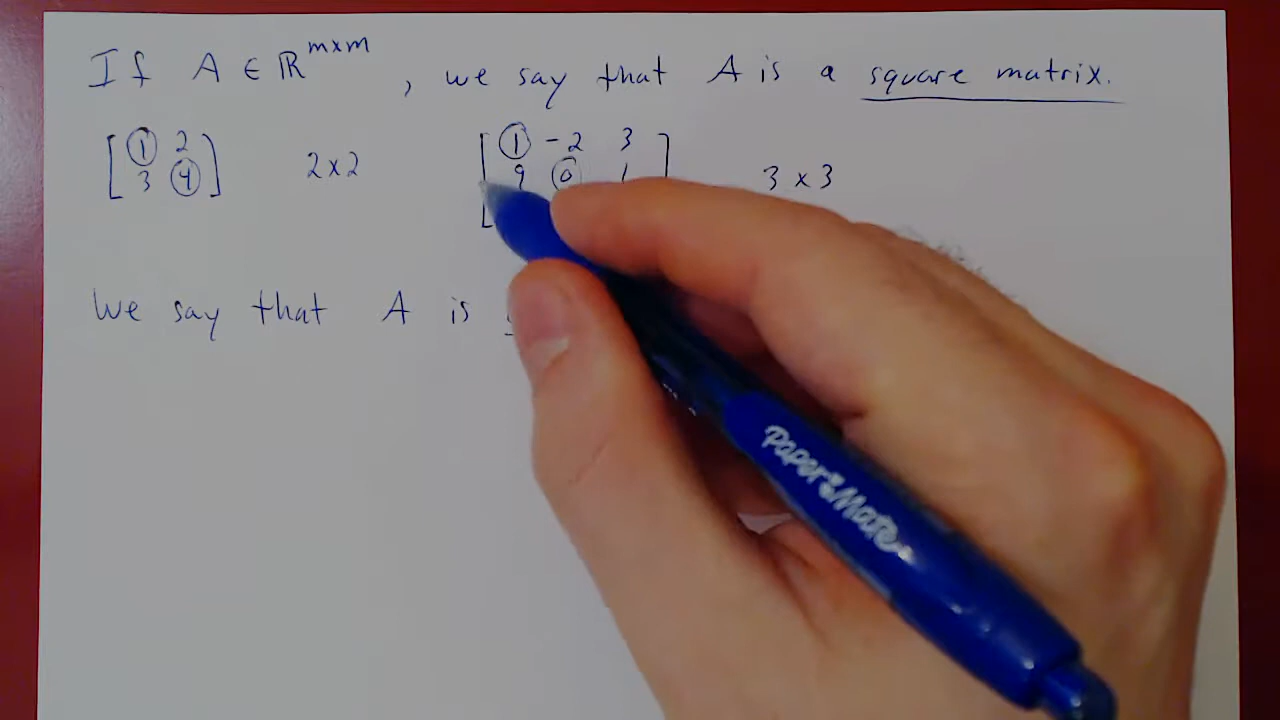 If A ∈ ℝ^{m×m}, we say that A is a square matrix.
[1 2 2×2 [1 -2 3 3×3
3 4] 9 0 1]
We say that A is
PaperMate